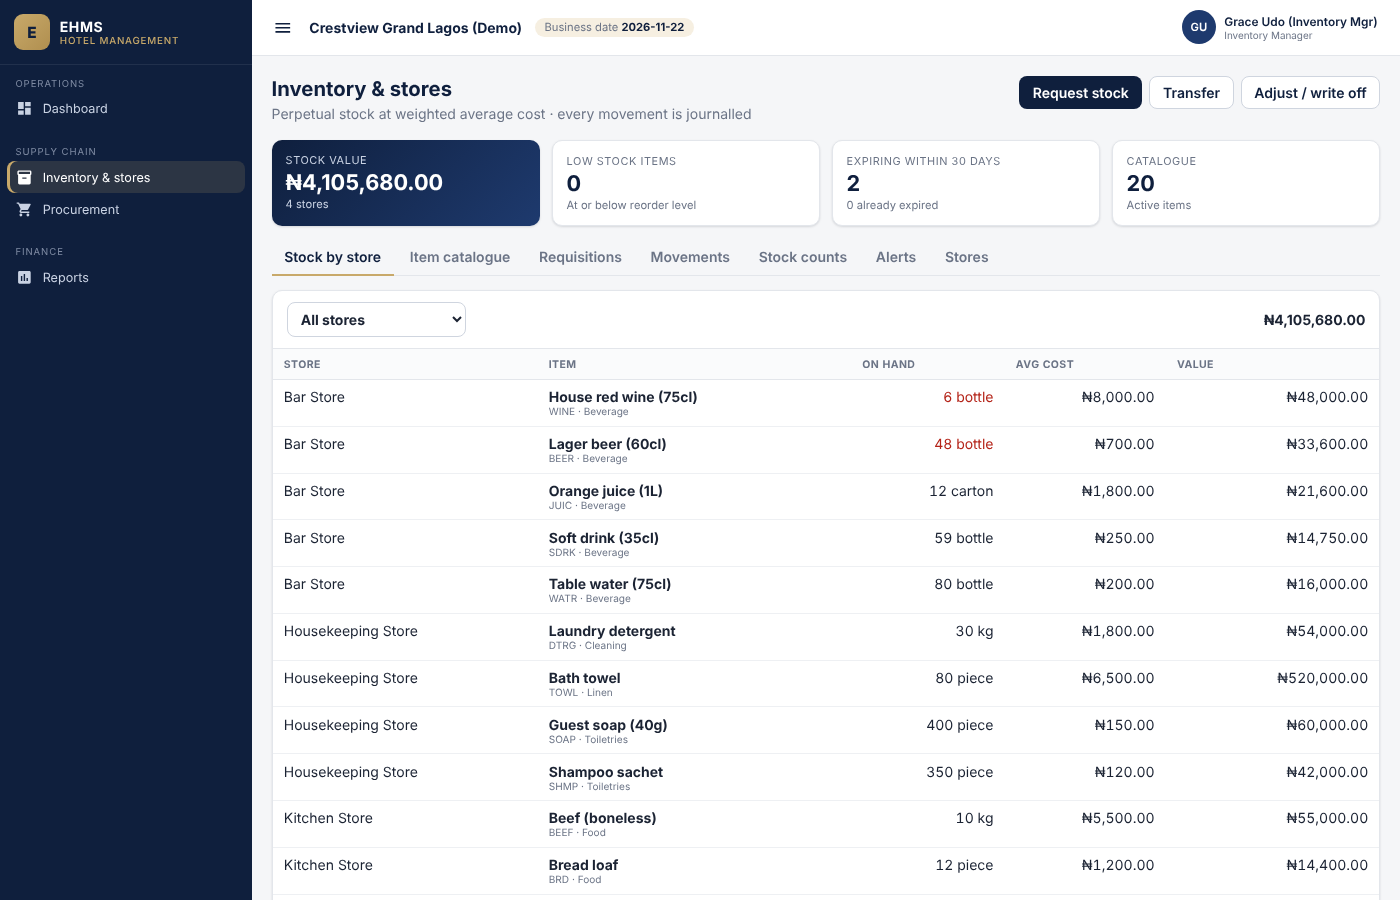 E
EHMS
HOTEL MANAGEMENT
OPERATIONS
Dashboard
SUPPLY CHAIN
Inventory & stores
Procurement
FINANCE
Reports
Crestview Grand Lagos (Demo)
Business date 2026-11-22
GU
Grace Udo (Inventory Mgr)
Inventory Manager
Inventory & stores
Perpetual stock at weighted average cost · every movement is journalled
Request stock
Transfer
Adjust / write off
STOCK VALUE
₦4,105,680.00
4 stores
LOW STOCK ITEMS
0
At or below reorder level
EXPIRING WITHIN 30 DAYS
2
0 already expired
CATALOGUE
20
Active items
Stock by store Item catalogue Requisitions Movements Stock counts Alerts Stores
All stores ₦4,105,680.00
STORE ITEM ON HAND AVG COST VALUE
Bar Store House red wine (75cl) 6 bottle ₦8,000.00 ₦48,000.00
WINE · Beverage
Bar Store Lager beer (60cl) 48 bottle ₦700.00 ₦33,600.00
BEER · Beverage
Bar Store Orange juice (1L) 12 carton ₦1,800.00 ₦21,600.00
JUIC · Beverage
Bar Store Soft drink (35cl) 59 bottle ₦250.00 ₦14,750.00
SDRK · Beverage
Bar Store Table water (75cl) 80 bottle ₦200.00 ₦16,000.00
WATR · Beverage
Housekeeping Store Laundry detergent 30 kg ₦1,800.00 ₦54,000.00
DTRG · Cleaning
Housekeeping Store Bath towel 80 piece ₦6,500.00 ₦520,000.00
TOWL · Linen
Housekeeping Store Guest soap (40g) 400 piece ₦150.00 ₦60,000.00
SOAP · Toiletries
Housekeeping Store Shampoo sachet 350 piece ₦120.00 ₦42,000.00
SHMP · Toiletries
Kitchen Store Beef (boneless) 10 kg ₦5,500.00 ₦55,000.00
BEEF · Food
Kitchen Store Bread loaf 12 piece ₦1,200.00 ₦14,400.00
BRD · Food